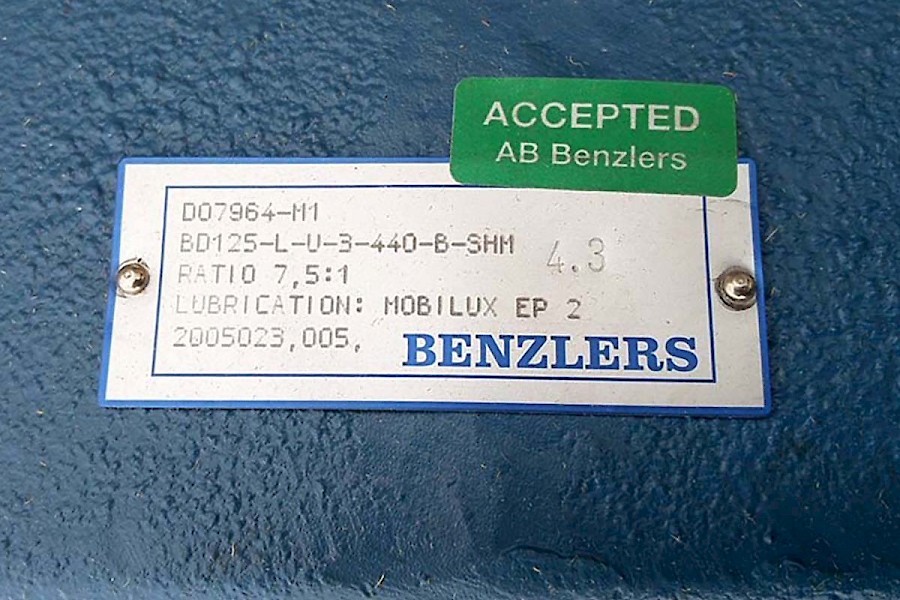 ACCEPTED
AB Benzlers
DO7964-M1
BD125-L-U-3-440-B-SHM
4.3
RATIO 7,5:1
LUBRICATION: MOBILUX EP 2
2005023,005,
BENZLERS